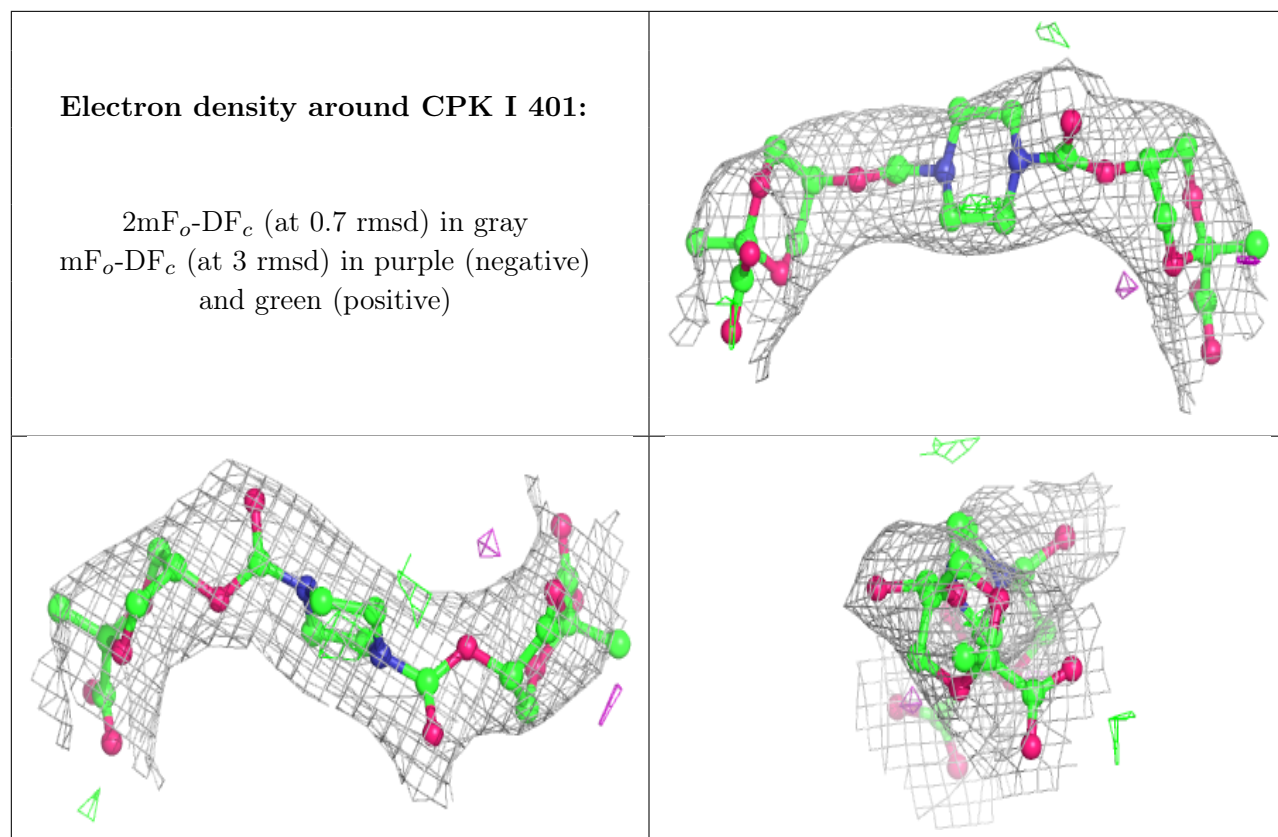 Electron density around CPK I 401:
2mFo-DFc (at 0.7 rmsd) in gray
mFo-DFc (at 3 rmsd) in purple (negative)
and green (positive)